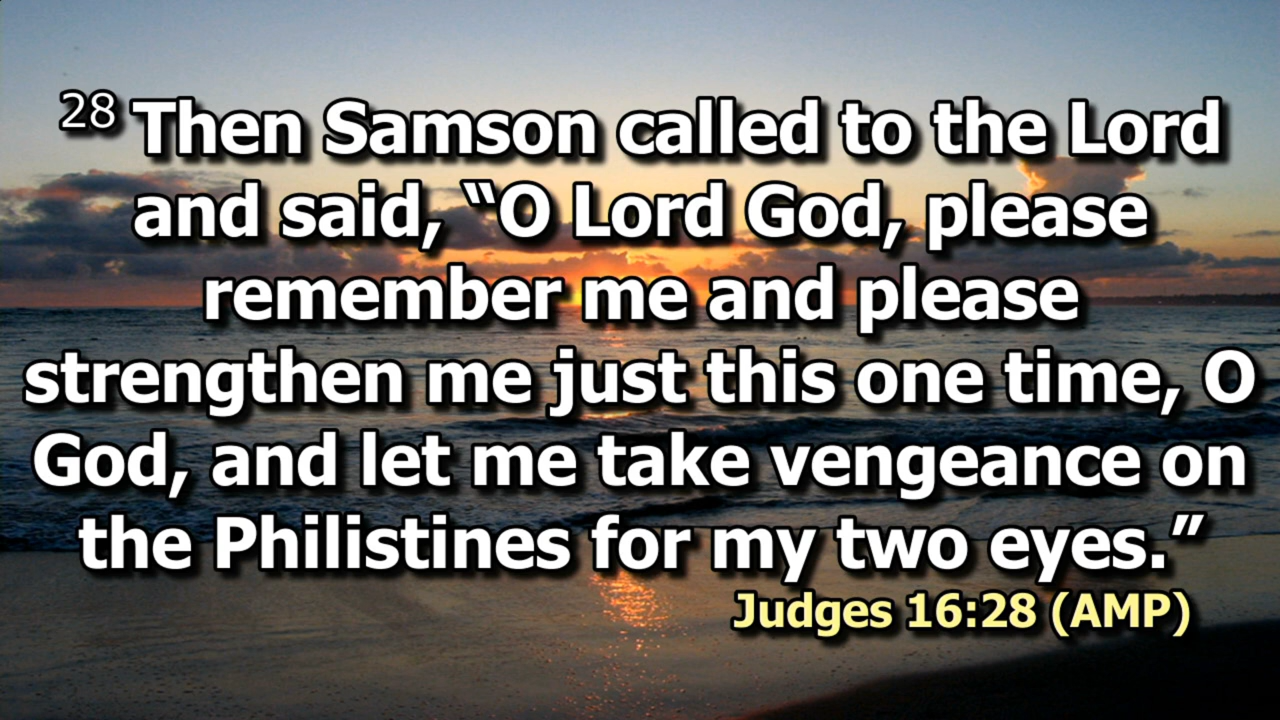 28 Then Samson called to the Lord
and said, “O Lord God, please
remember me and please
strengthen me just this one time, O
God, and let me take vengeance on
the Philistines for my two eyes.”
Judges 16:28 (AMP)